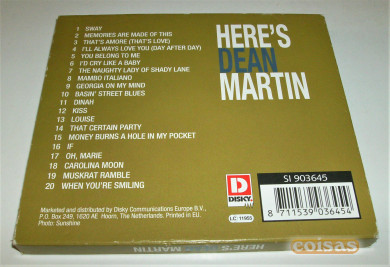 HERE'S
DEAN
MARTIN
1 SWAY
2 MEMORIES ARE MADE OF THIS
3 THAT'S AMORE (THAT'S LOVE)
4 I'LL ALWAYS LOVE YOU (DAY AFTER DAY)
5 YOU BELONG TO ME
6 I'D CRY LIKE A BABY
7 THE NAUGHTY LADY OF SHADY LANE
8 MAMBO ITALIANO
9 GEORGIA ON MY MIND
10 BASIN' STREET BLUES
11 DINAH
12 KISS
13 LOUISE
14 THAT CERTAIN PARTY
15 MONEY BURNS A HOLE IN MY POCKET
16 IF
17 OH, MARIE
18 CAROLINA MOON
19 MUSKRAT RAMBLE
20 WHEN YOU'RE SMILING
Marketed and distributed by Disky Communications Europe B.V.,
P.O. Box 249, 1620 AE Hoorn, The Netherlands. Printed in EU.
Photo: Sunshine
D
DISKY
LC 11953
SI 903645
8 711539 036454
HERE'S MARTIN
coisas